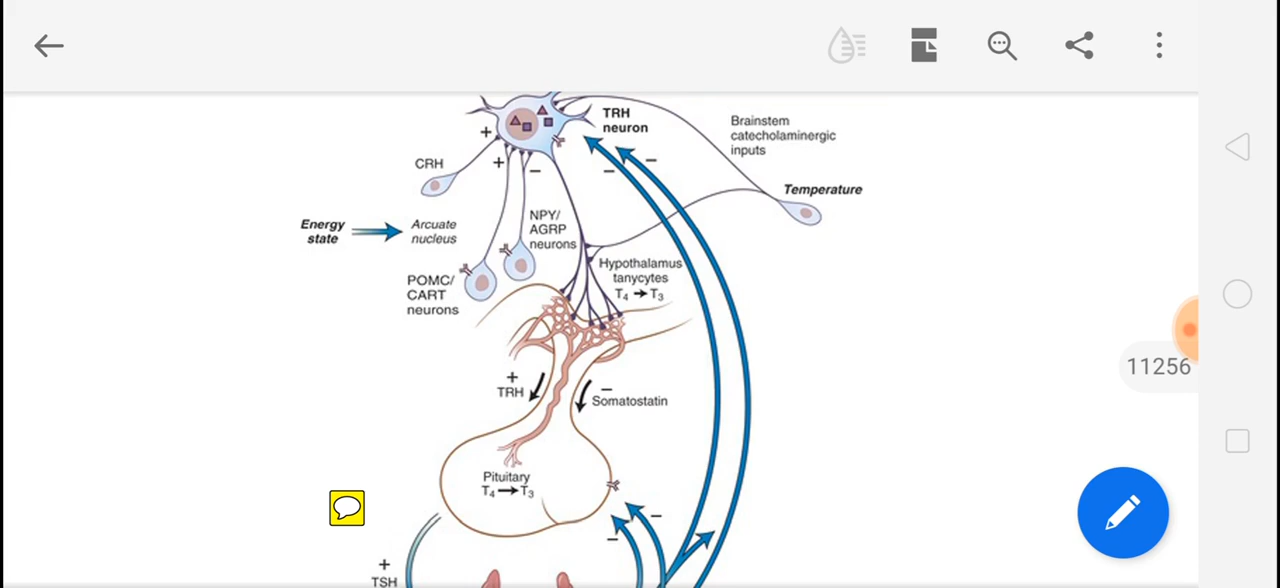 TRH
neuron
Brainstem
catecholaminergic
inputs
+
−
CRH
+
−
−
Temperature
NPY/
AGRP
neurons
Energy
state
Arcuate
nucleus
Hypothalamus
tanycytes
T4 → T3
POMC/
CART
neurons
+
TRH
−
Somatostatin
11256
Pituitary
T4 → T3
−
−
+
TSH